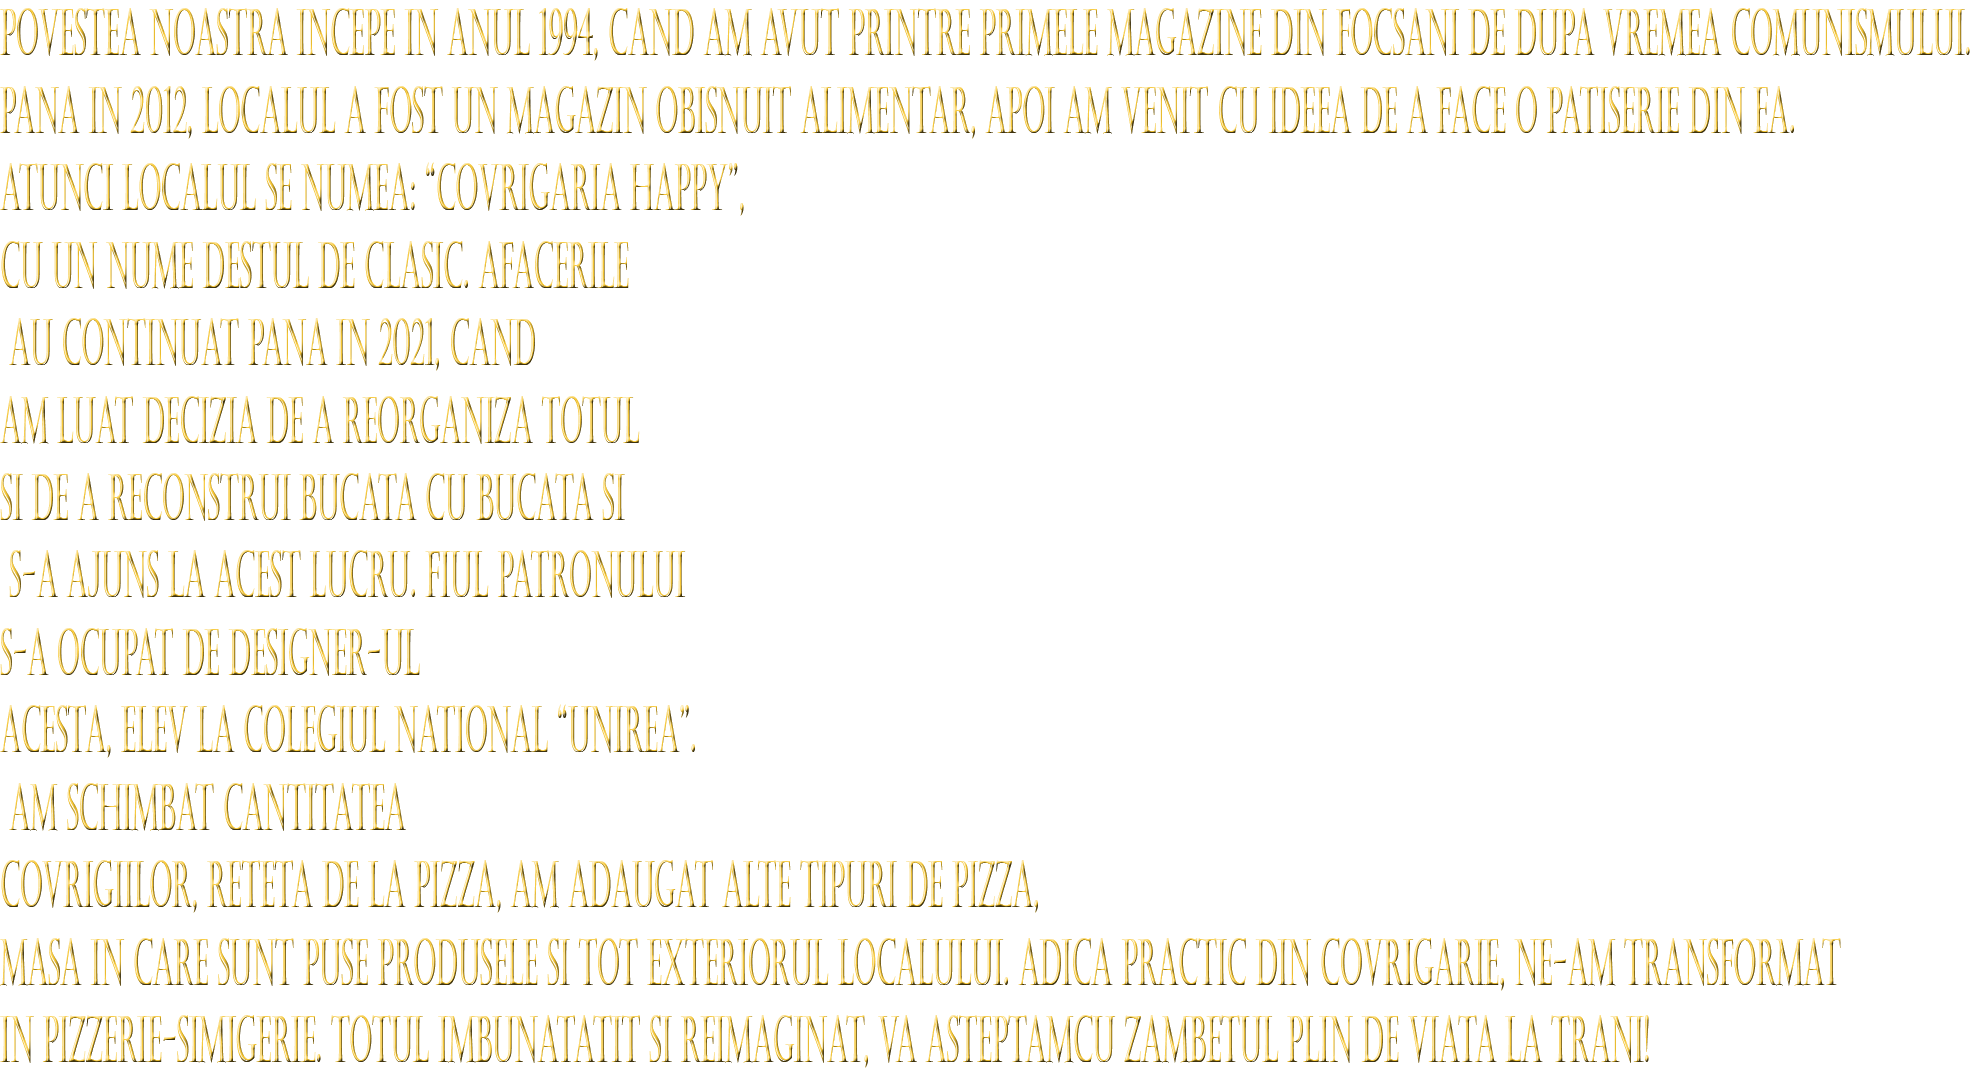 POVESTEA NOASTRA INCEPE IN ANUL 1994, CAND AM AVUT PRINTRE PRIMELE MAGAZINE DIN FOCSANI DE DUPA VREMEA COMUNISMULUI.
PANA IN 2012, LOCALUL A FOST UN MAGAZIN OBISNUIT ALIMENTAR, APOI AM VENIT CU IDEEA DE A FACE O PATISERIE DIN EA.
ATUNCI LOCALUL SE NUMEA: “COVRIGARIA HAPPY”,
CU UN NUME DESTUL DE CLASIC. AFACERILE
AU CONTINUAT PANA IN 2021, CAND
AM LUAT DECIZIA DE A REORGANIZA TOTUL
SI DE A RECONSTRUI BUCATA CU BUCATA SI
S-A AJUNS LA ACEST LUCRU. FIUL PATRONULUI
S-A OCUPAT DE DESIGNER-UL
ACESTA, ELEV LA COLEGIUL NATIONAL “UNIREA”.
AM SCHIMBAT CANTITATEA
COVRIGIILOR, RETETA DE LA PIZZA, AM ADAUGAT ALTE TIPURI DE PIZZA,
MASA IN CARE SUNT PUSE PRODUSELE SI TOT EXTERIORUL LOCALULUI. ADICA PRACTIC DIN COVRIGARIE, NE-AM TRANSFORMAT
IN PIZZERIE-SIMIGERIE. TOTUL IMBUNATATIT SI REIMAGINAT, VA ASTEPTAMCU ZAMBETUL PLIN DE VIATA LA TRANI!